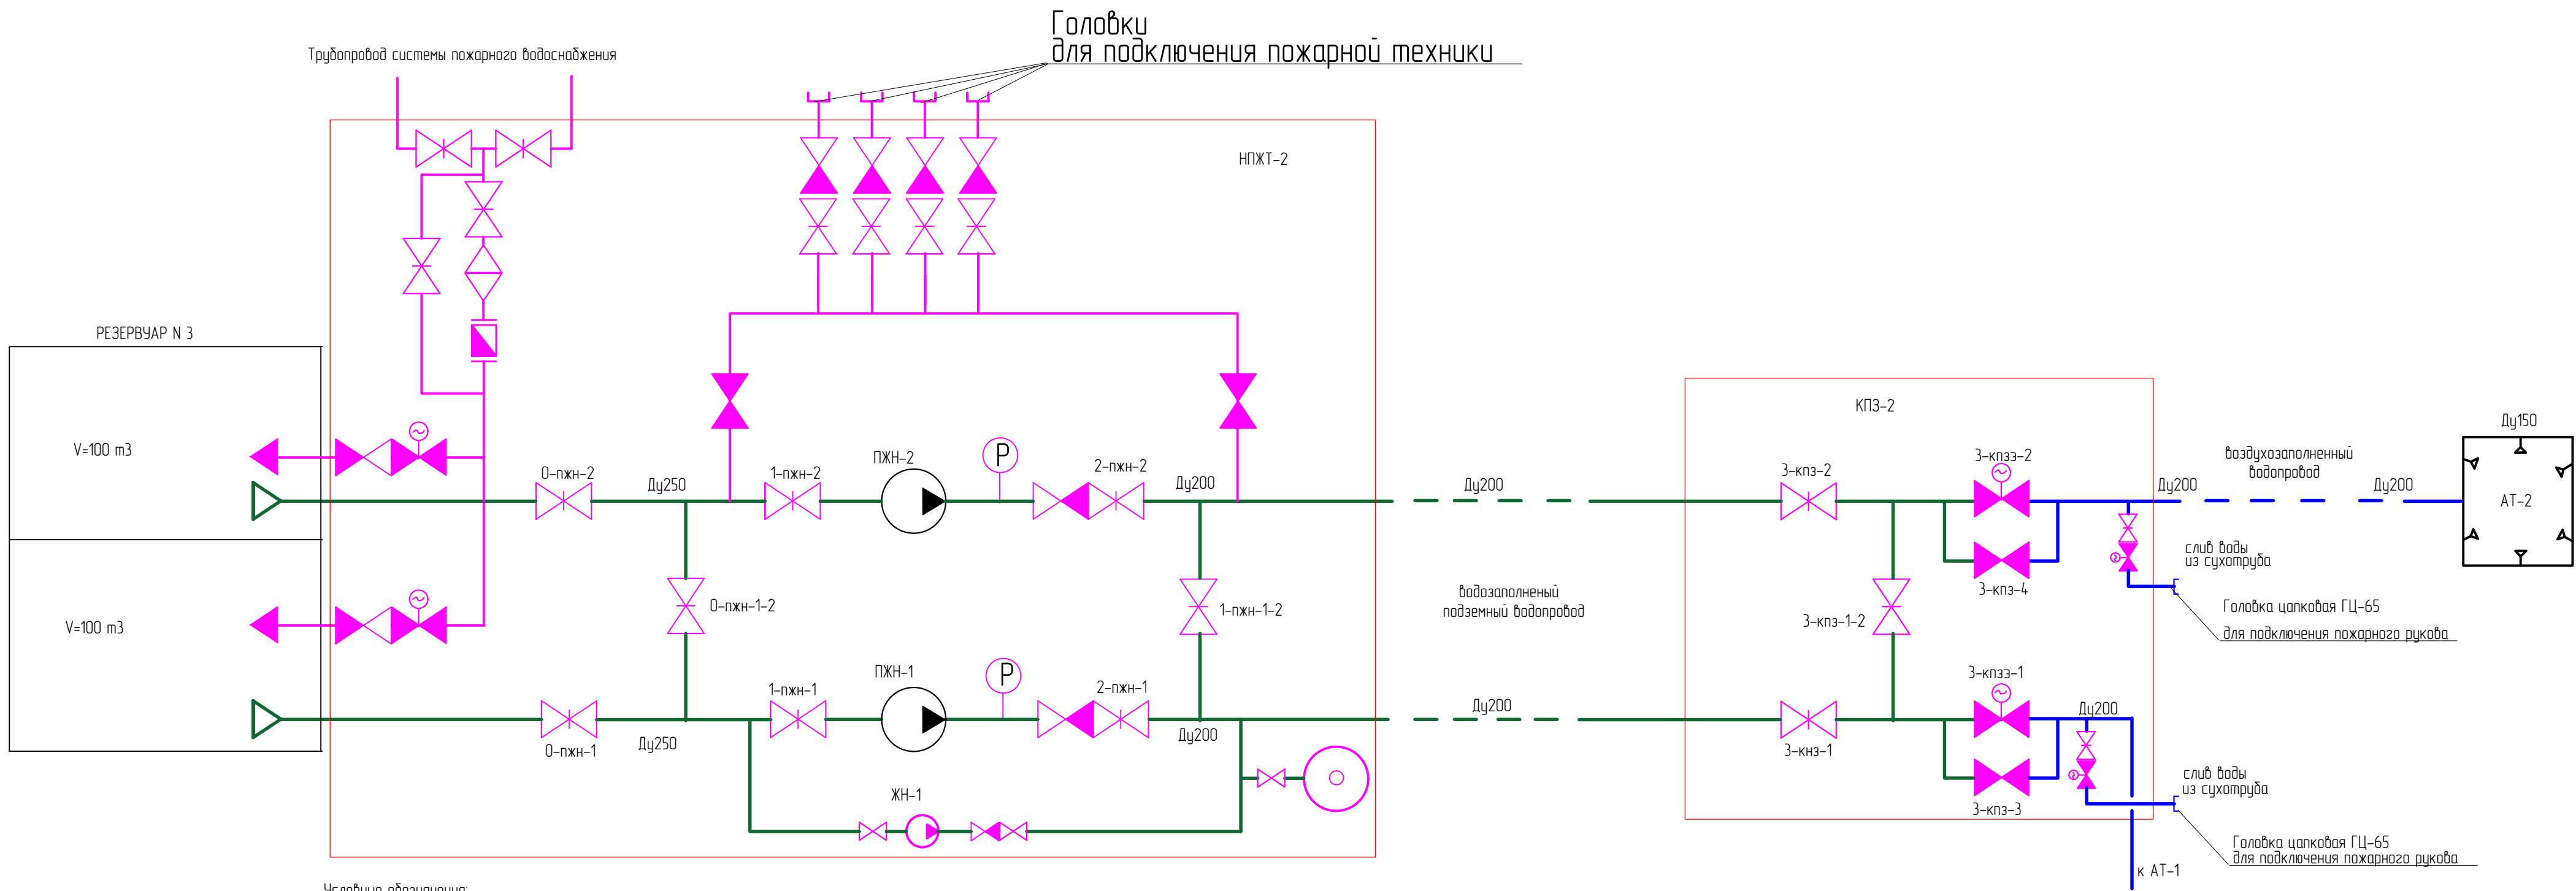 Головки
для подключения пожарной техники
Трубопровод системы пожарного водоснабжения
НПЖТ-2
РЕЗЕРВУАР N 3
V=100 m3
V=100 m3
0-пжн-2
Ду250
1-пжн-2
ПЖН-2
P
2-пжн-2
Ду200
Ду200
0-пжн-1-2
1-пжн-1-2
водозаполненый
подземный водопровод
0-пжн-1
Ду250
1-пжн-1
ПЖН-1
P
2-пжн-1
Ду200
Ду200
ЖН-1
КПЗ-2
3-кпз-2
3-кпзэ-2
3-кпз-4
3-кпз-1-2
3-кнз-1
3-кпзэ-1
3-кпз-3
Ду200
Ду200
воздухозаполненный
водопровод
Ду200
Ду150
АТ-2
слив воды
из сухотруба
Головка цапковая ГЦ-65
для подключения пожарного рукова
слив воды
из сухотруба
Головка цапковая ГЦ-65
для подключения пожарного рукова
к АТ-1